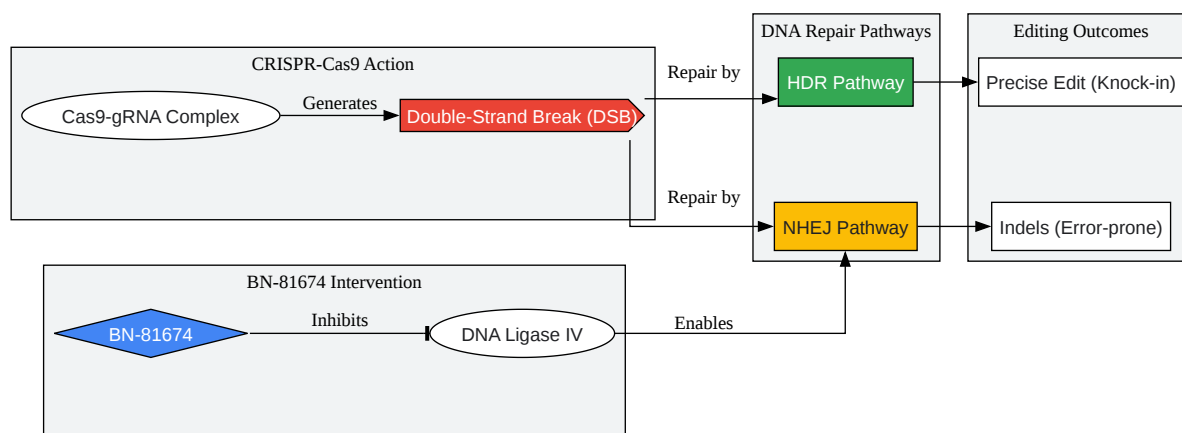 DNA Repair Pathways
Editing Outcomes
CRISPR-Cas9 Action
Repair by
HDR Pathway
Precise Edit (Knock-in)
Cas9-gRNA Complex
Generates
Double-Strand Break (DSB)
Repair by
NHEJ Pathway
Indels (Error-prone)
BN-81674 Intervention
BN-81674
Inhibits
DNA Ligase IV
Enables